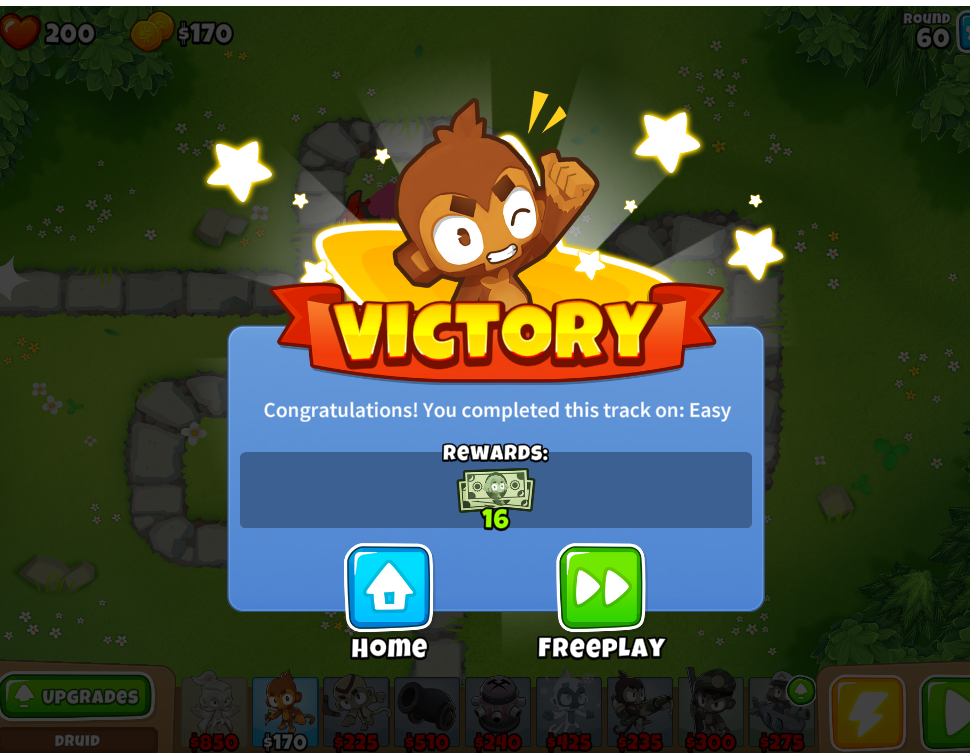 200
$170
ROUND
60
VICTORY
Congratulations! You completed this track on: Easy
REWARDS:
16
HOME
FREEPLAY
UPGRADES
DRUID
$850
$170
$225
$510
$240
$425
$235
$300
$275